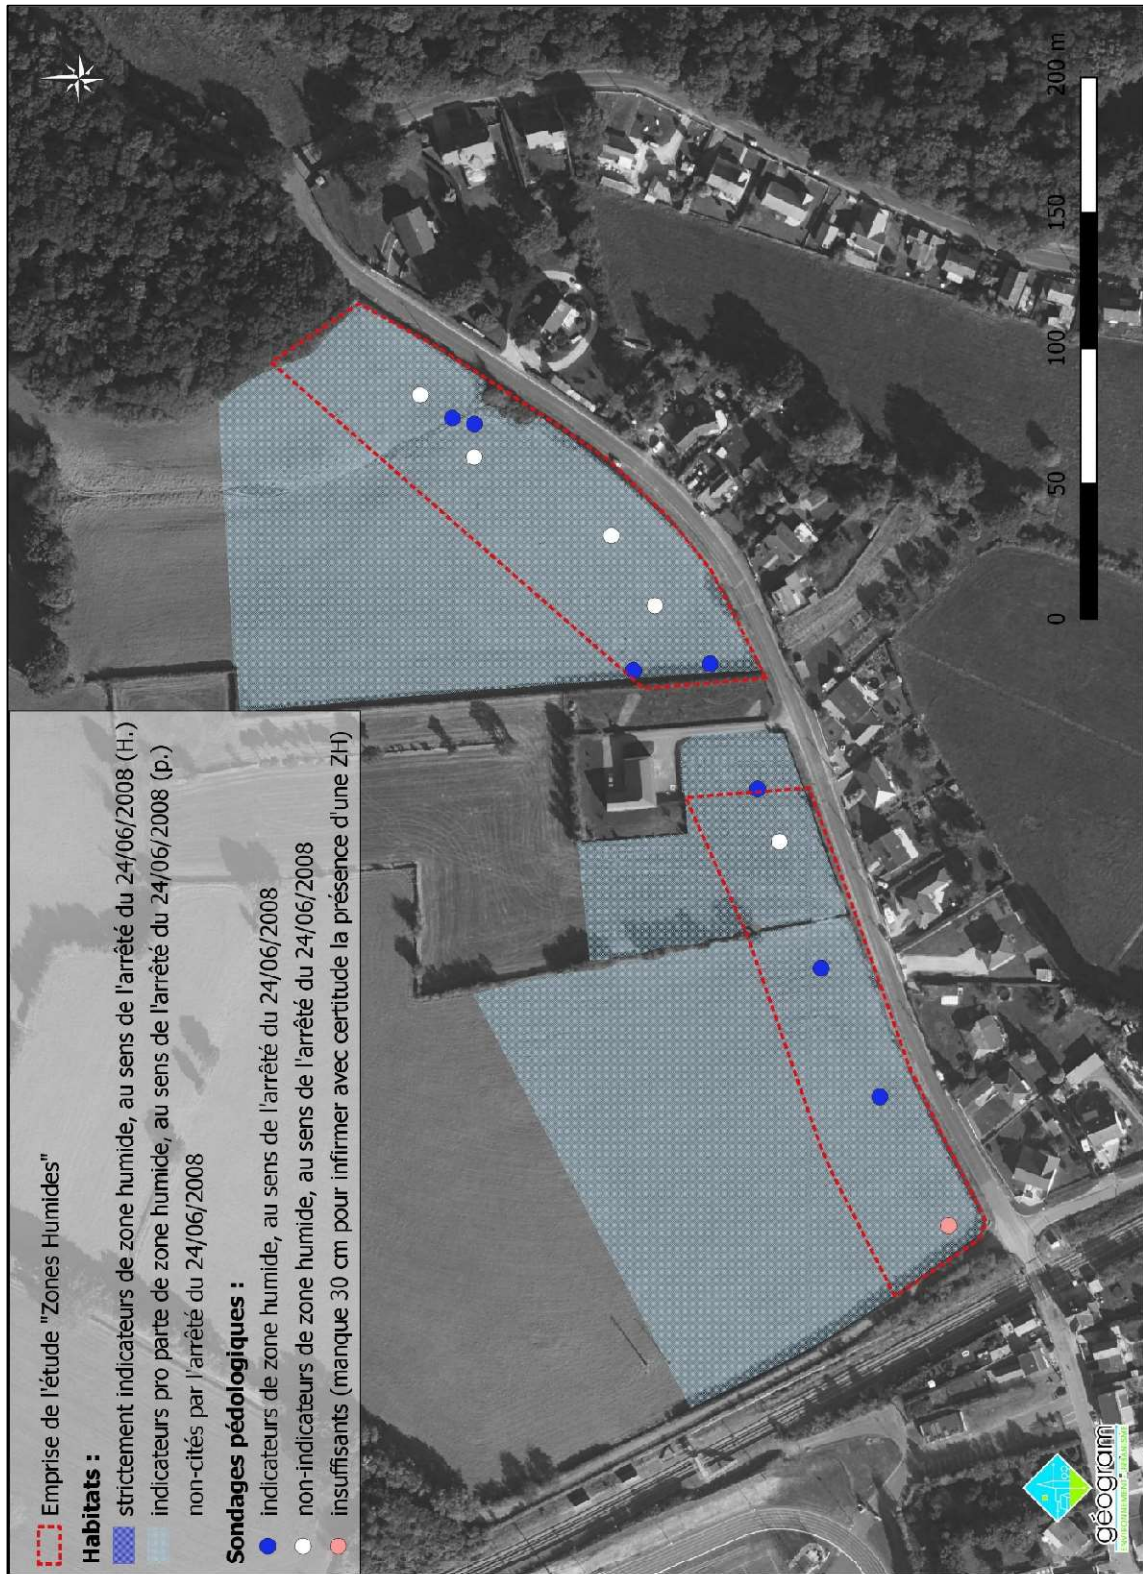 Emprise de l'étude "Zones Humides"
Habitats :
strictement indicateurs de zone humide, au sens de l'arrêté du 24/06/2008 (H.)
indicateurs pro parte de zone humide, au sens de l'arrêté du 24/06/2008 (p.)
non-cités par l'arrêté du 24/06/2008
Sondages pédologiques :
indicateurs de zone humide, au sens de l'arrêté du 24/06/2008
non-indicateurs de zone humide, au sens de l'arrêté du 24/06/2008
insuffisants (manque 30 cm pour infirmer avec certitude la présence d'une ZH)
0 50 100 150 200 m
géogram